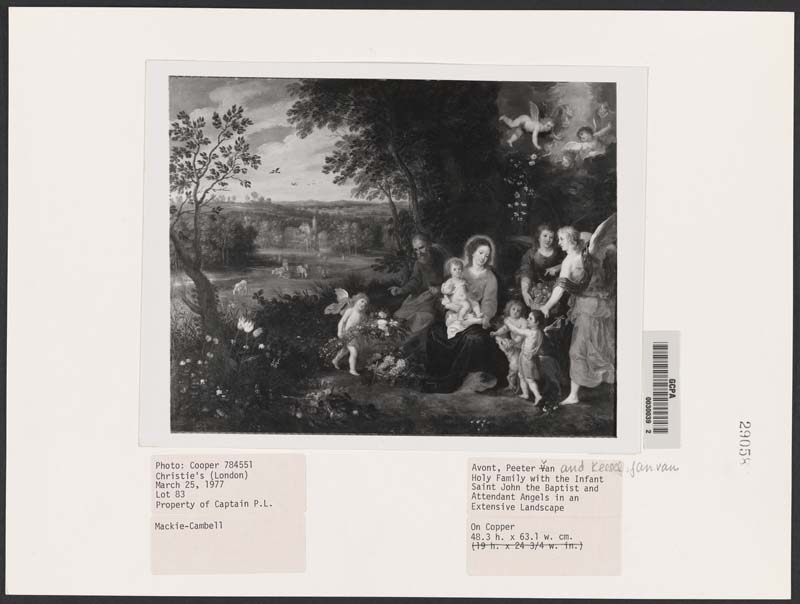 GCPA
0030039 2
29058
Photo: Cooper 784551
Christie's (London)
March 25, 1977
Lot 83
Property of Captain P.L.
Mackie-Cambell
Avont, Peeter Van and Kessel, Jan van
Holy Family with the Infant
Saint John the Baptist and
Attendant Angels in an
Extensive Landscape
On Copper
48.3 h. x 63.1 w. cm.
(19 h. x 24 3/4 w. in.)